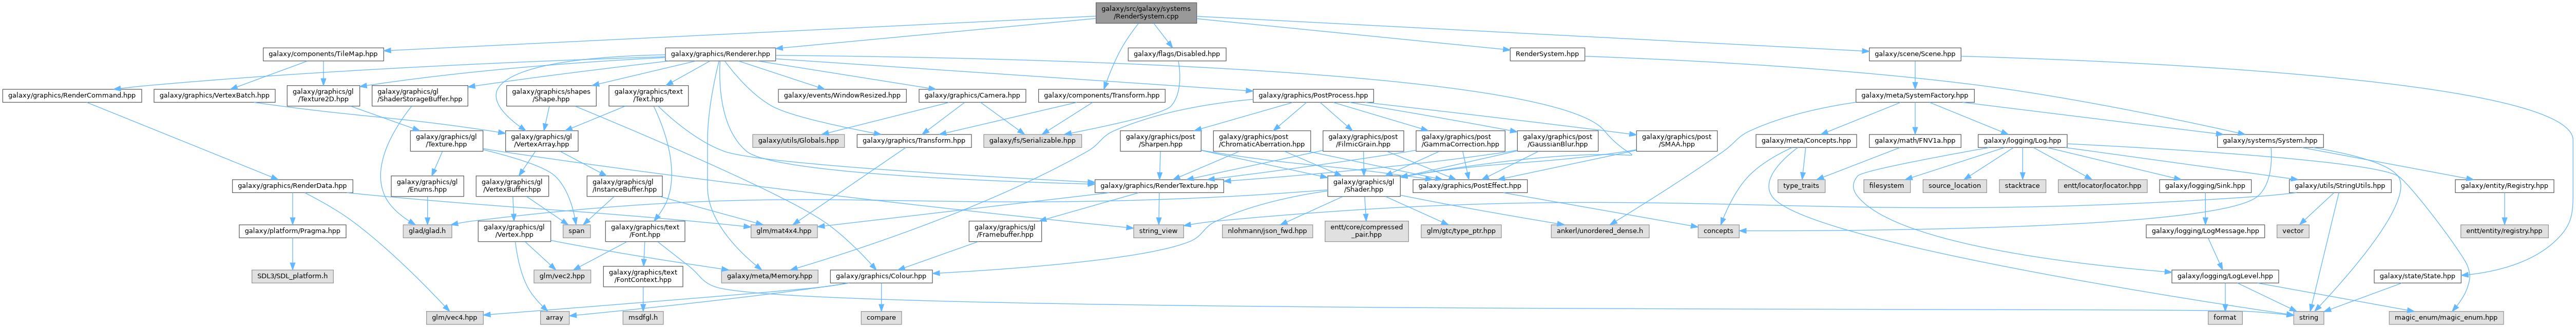 galaxy/src/galaxy/systems
/RenderSystem.cpp
galaxy/components/TileMap.hpp
galaxy/graphics/Renderer.hpp
galaxy/flags/Disabled.hpp
RenderSystem.hpp
galaxy/scene/Scene.hpp
galaxy/graphics/RenderCommand.hpp
galaxy/graphics/VertexBatch.hpp
galaxy/graphics/gl
/Texture2D.hpp
galaxy/graphics/gl
/ShaderStorageBuffer.hpp
galaxy/graphics/shapes
/Shape.hpp
galaxy/graphics/text
/Text.hpp
galaxy/events/WindowResized.hpp
galaxy/graphics/Camera.hpp
galaxy/components/Transform.hpp
galaxy/graphics/PostProcess.hpp
galaxy/meta/SystemFactory.hpp
galaxy/graphics/gl
/Texture.hpp
galaxy/graphics/gl
/VertexArray.hpp
galaxy/utils/Globals.hpp
galaxy/graphics/Transform.hpp
galaxy/fs/Serializable.hpp
galaxy/graphics/post
/Sharpen.hpp
galaxy/graphics/post
/ChromaticAberration.hpp
galaxy/graphics/post
/FilmicGrain.hpp
galaxy/graphics/post
/GammaCorrection.hpp
galaxy/graphics/post
/GaussianBlur.hpp
galaxy/graphics/post
/SMAA.hpp
galaxy/meta/Concepts.hpp
galaxy/math/FNV1a.hpp
galaxy/logging/Log.hpp
galaxy/systems/System.hpp
galaxy/graphics/RenderData.hpp
galaxy/graphics/gl
/Enums.hpp
galaxy/graphics/gl
/VertexBuffer.hpp
galaxy/graphics/gl
/InstanceBuffer.hpp
galaxy/graphics/RenderTexture.hpp
galaxy/graphics/gl
/Shader.hpp
galaxy/graphics/PostEffect.hpp
type_traits
filesystem
source_location
stacktrace
entt/locator/locator.hpp
galaxy/logging/Sink.hpp
galaxy/utils/StringUtils.hpp
galaxy/entity/Registry.hpp
galaxy/platform/Pragma.hpp
glad/glad.h
galaxy/graphics/gl
/Vertex.hpp
span
galaxy/graphics/text
/Font.hpp
glm/mat4x4.hpp
galaxy/graphics/gl
/Framebuffer.hpp
string_view
nlohmann/json_fwd.hpp
entt/core/compressed
_pair.hpp
glm/gtc/type_ptr.hpp
ankerl/unordered_dense.h
concepts
galaxy/logging/LogMessage.hpp
vector
entt/entity/registry.hpp
SDL3/SDL_platform.h
glm/vec2.hpp
galaxy/graphics/text
/FontContext.hpp
galaxy/meta/Memory.hpp
galaxy/graphics/Colour.hpp
galaxy/logging/LogLevel.hpp
galaxy/state/State.hpp
glm/vec4.hpp
array
msdfgl.h
compare
format
string
magic_enum/magic_enum.hpp